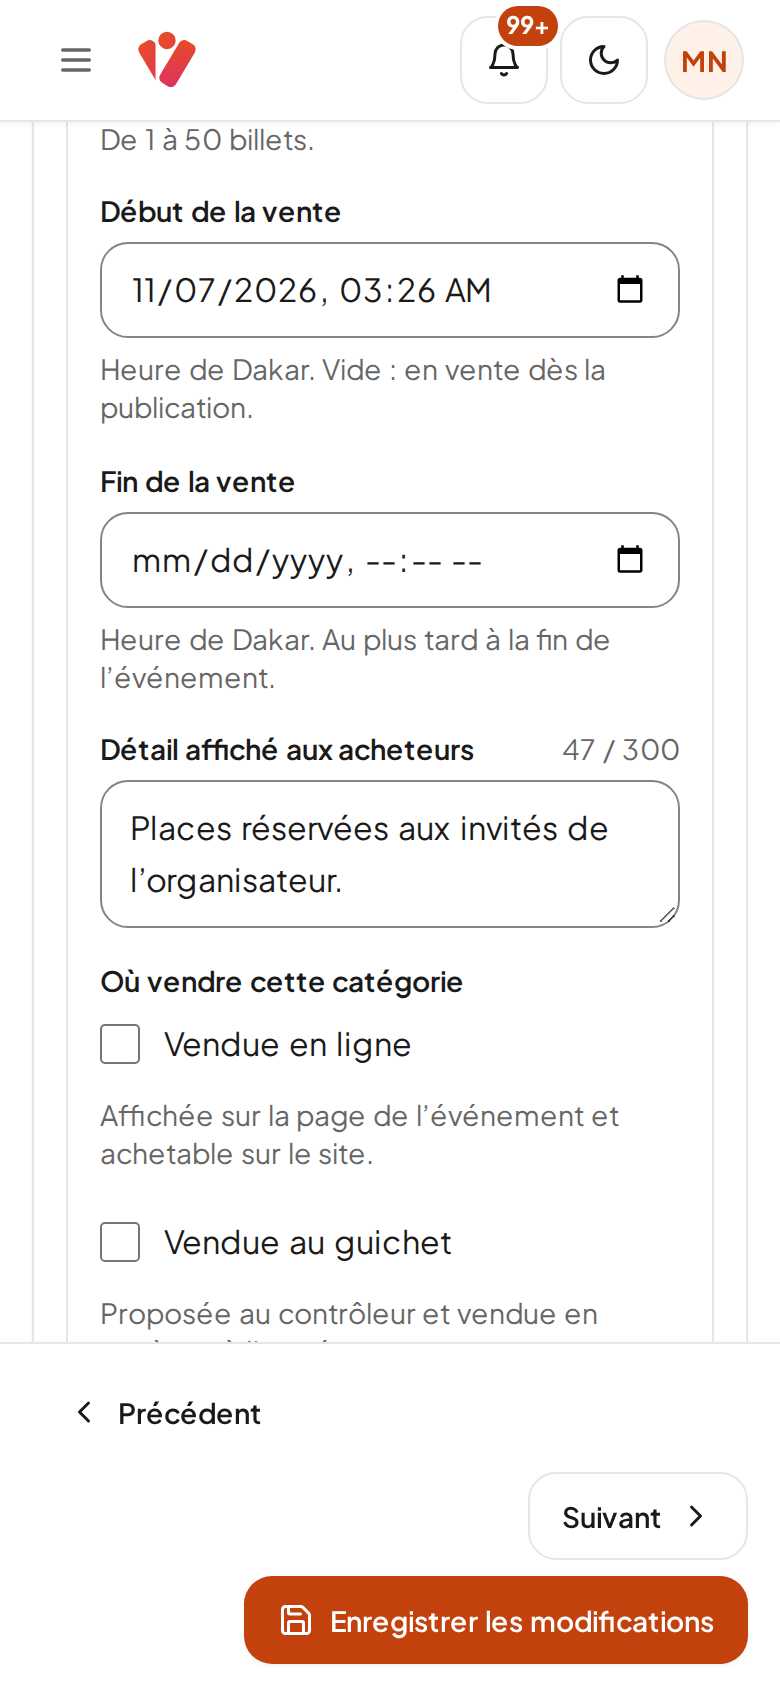 99+
MN
De 1 à 50 billets.
Début de la vente
11/07/2026, 03:26 AM
Heure de Dakar. Vide : en vente dès la
publication.
Fin de la vente
mm/dd/yyyy, --:-- --
Heure de Dakar. Au plus tard à la fin de
l’événement.
Détail affiché aux acheteurs
47 / 300
Places réservées aux invités de
l’organisateur.
Où vendre cette catégorie
Vendue en ligne
Affichée sur la page de l’événement et
achetable sur le site.
Vendue au guichet
Proposée au contrôleur et vendue en
Précédent
Suivant
Enregistrer les modifications